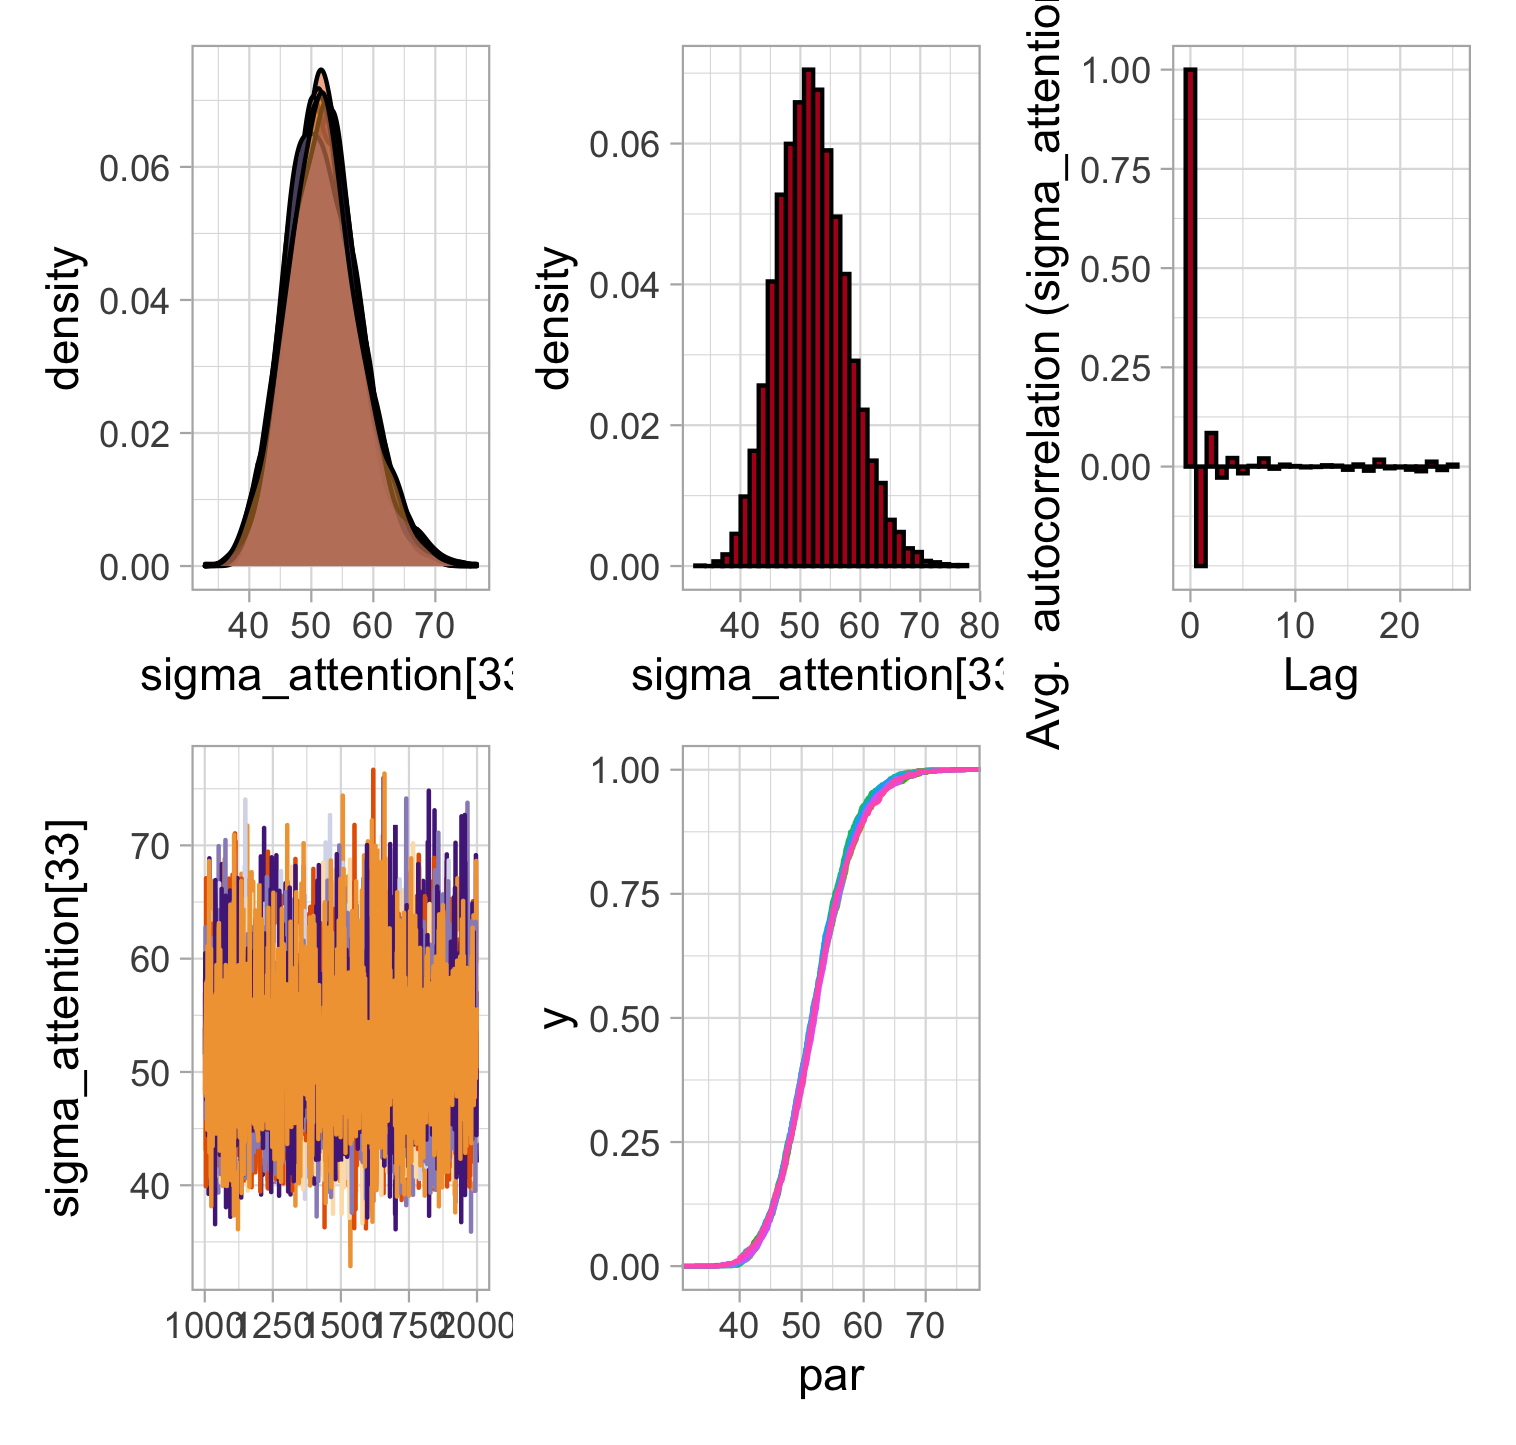 density
0.06
0.04
0.02
0.00
40 50 60 70
sigma_attention[33
density
0.06
0.04
0.02
0.00
40 50 60 70 80
sigma_attention[33
Avg. autocorrelation (sigma_attention
1.00
0.75
0.50
0.25
0.00
0 10 20
Lag
sigma_attention[33]
70
60
50
40
1000 1250 1500 1750 2000
y
1.00
0.75
0.50
0.25
0.00
40 50 60 70
par